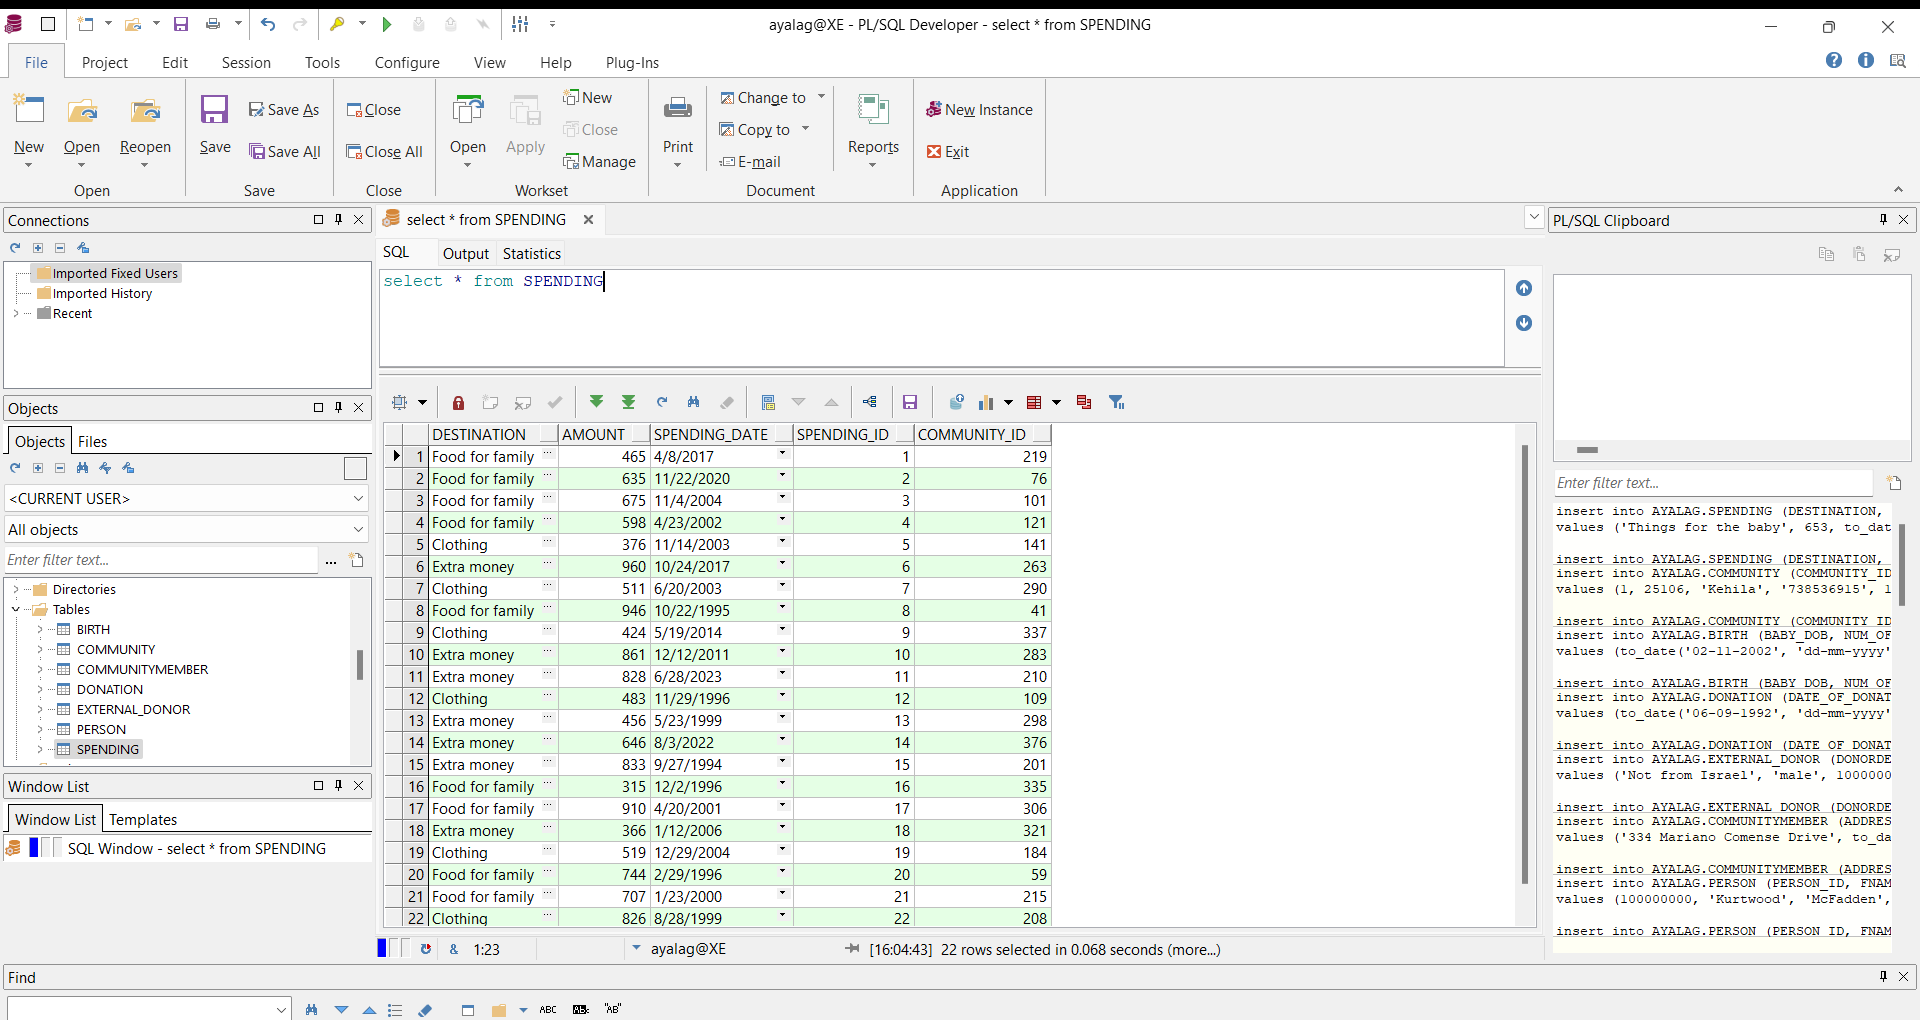 ayalag@XE - PL/SQL Developer - select * from SPENDING
File Project Edit Session Tools Configure View Help Plug-Ins
New Open Reopen Save Save As Save All Close Close All Open Apply New Close Manage Print Change to Copy to E-mail Reports New Instance Exit
Open Save Close Workset Document Application
Connections
Imported Fixed Users
Imported History
Recent
Objects
Objects Files
<CURRENT USER>
All objects
Enter filter text...
Directories
Tables
BIRTH
COMMUNITY
COMMUNITYMEMBER
DONATION
EXTERNAL_DONOR
PERSON
SPENDING
Window List
Window List Templates
SQL Window - select * from SPENDING
select * from SPENDING
SQL Output Statistics
select * from SPENDING
DESTINATION AMOUNT SPENDING_DATE SPENDING_ID COMMUNITY_ID
1 Food for family ... 465 4/8/2017 1 219
2 Food for family ... 635 11/22/2020 2 76
3 Food for family ... 675 11/4/2004 3 101
4 Food for family ... 598 4/23/2002 4 121
5 Clothing ... 376 11/14/2003 5 141
6 Extra money ... 960 10/24/2017 6 263
7 Clothing ... 511 6/20/2003 7 290
8 Food for family ... 946 10/22/1995 8 41
9 Clothing ... 424 5/19/2014 9 337
10 Extra money ... 861 12/12/2011 10 283
11 Extra money ... 828 6/28/2023 11 210
12 Clothing ... 483 11/29/1996 12 109
13 Extra money ... 456 5/23/1999 13 298
14 Extra money ... 646 8/3/2022 14 376
15 Extra money ... 833 9/27/1994 15 201
16 Food for family ... 315 12/2/1996 16 335
17 Food for family ... 910 4/20/2001 17 306
18 Extra money ... 366 1/12/2006 18 321
19 Clothing ... 519 12/29/2004 19 184
20 Food for family ... 744 2/29/1996 20 59
21 Food for family ... 707 1/23/2000 21 215
22 Clothing ... 826 8/28/1999 22 208
& 1:23 ayalag@XE [16:04:43] 22 rows selected in 0.068 seconds (more...)
PL/SQL Clipboard
Enter filter text...
insert into AYALAG.SPENDING (DESTINATION,
values ('Things for the baby', 653, to_dat
insert into AYALAG.SPENDING (DESTINATION,
insert into AYALAG.COMMUNITY (COMMUNITY_ID
values (1, 25106, 'Kehila', '738536915', 1
insert into AYALAG.COMMUNITY (COMMUNITY_ID
insert into AYALAG.BIRTH (BABY_DOB, NUM_OF
values (to_date('02-11-2002', 'dd-mm-yyyy'
insert into AYALAG.BIRTH (BABY_DOB, NUM_OF
insert into AYALAG.DONATION (DATE_OF_DONAT
values (to_date('06-09-1992', 'dd-mm-yyyy'
insert into AYALAG.DONATION (DATE_OF_DONAT
insert into AYALAG.EXTERNAL_DONOR (DONORDE
values ('Not from Israel', 'male', 1000000
insert into AYALAG.EXTERNAL_DONOR (DONORDE
insert into AYALAG.COMMUNITYMEMBER (ADDRES
values ('334 Mariano Comense Drive', to_da
insert into AYALAG.COMMUNITYMEMBER (ADDRES
insert into AYALAG.PERSON (PERSON_ID, FNAM
values (100000000, 'Kurtwood', 'McFadden',
insert into AYALAG.PERSON (PERSON_ID, FNAM
Find
ABC AB "AB"